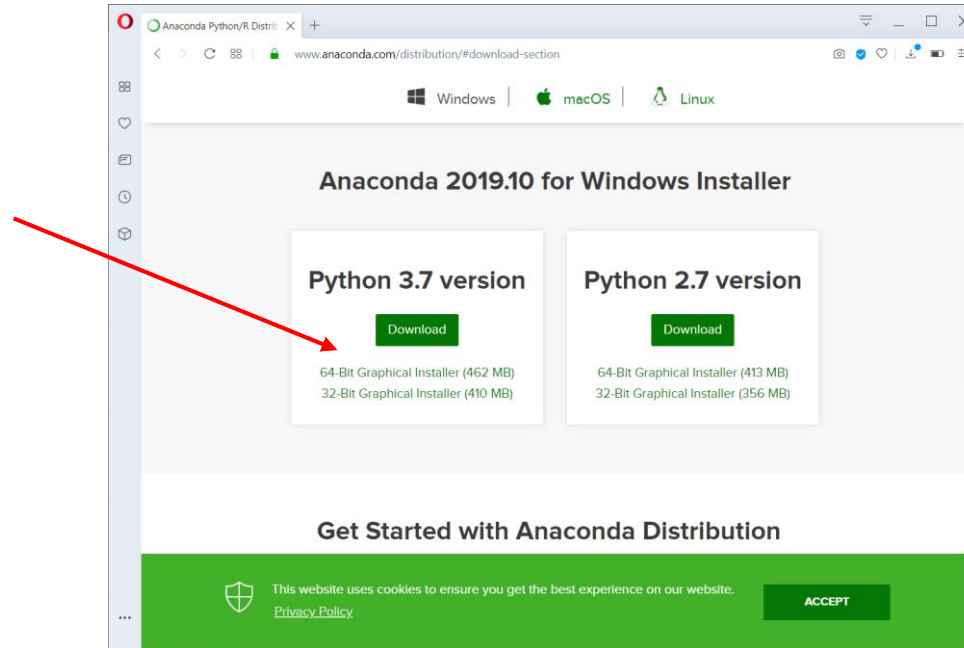 Anaconda Python/R Distri
www.anaconda.com/distribution/#download-section
Windows macOS Linux
Anaconda 2019.10 for Windows Installer
Python 3.7 version
Download
64-Bit Graphical Installer (462 MB)
32-Bit Graphical Installer (410 MB)
Python 2.7 version
Download
64-Bit Graphical Installer (413 MB)
32-Bit Graphical Installer (356 MB)
Get Started with Anaconda Distribution
This website uses cookies to ensure you get the best experience on our website.
Privacy Policy
ACCEPT